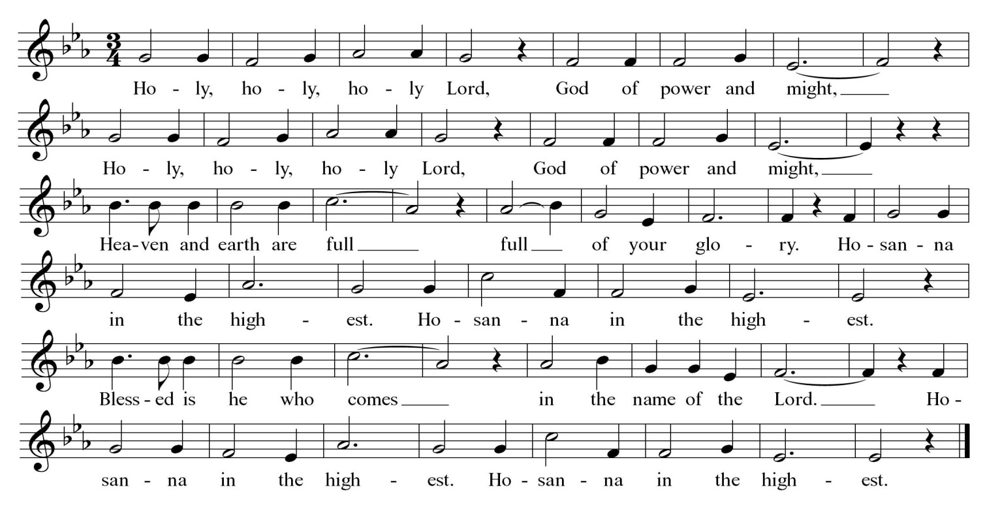 3
4
Ho - ly, ho - ly, ho - ly Lord, God of power and might,
Ho - ly, ho - ly, ho - ly Lord, God of power and might,
Hea-ven and earth are full full of your glo - ry. Ho - san - na
in the high - est. Ho - san - na in the high - est.
Bless - ed is he who comes in the name of the Lord. Ho -
san - na in the high - est. Ho - san - na in the high - est.